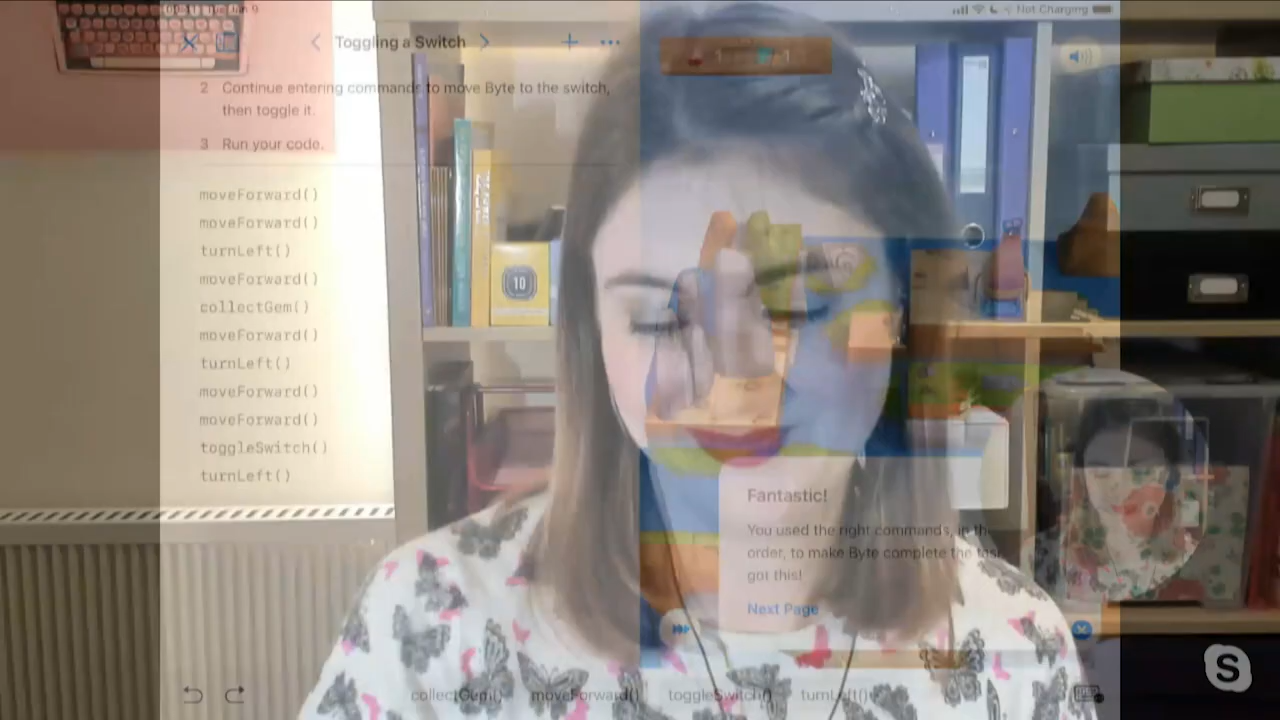 Not Charging
Toggling a Switch
2 Continue entering commands to move Byte to the switch,
then toggle it.
3 Run your code.
moveForward()
moveForward()
turnLeft()
moveForward()
collectGem()
moveForward()
turnLeft()
moveForward()
moveForward()
toggleSwitch()
turnLeft()
10
Fantastic!
You used the right commands, in th
order, to make Byte complete the tas
got this!
Next Page
collectGem() moveForward() toggleSwitch() turnLeft()
S